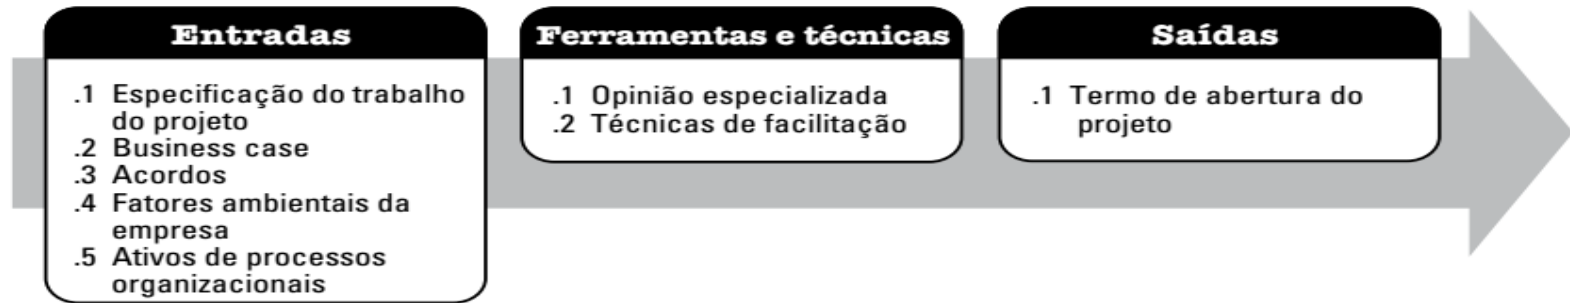 Entradas
.1 Especificação do trabalho
do projeto
.2 Business case
.3 Acordos
.4 Fatores ambientais da
empresa
.5 Ativos de processos
organizacionais
Ferramentas e técnicas
.1 Opinião especializada
.2 Técnicas de facilitação
Saídas
.1 Termo de abertura do
projeto